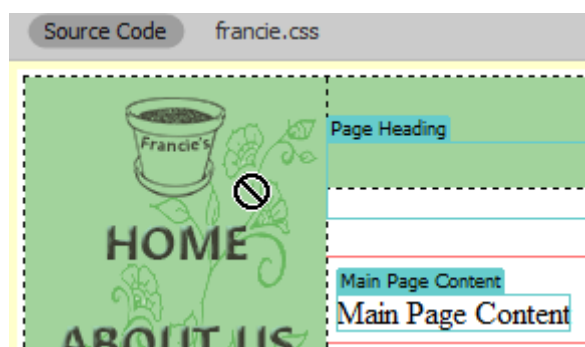 Source Code francie.css
Francie's
Page Heading
HOME
Main Page Content
Main Page Content
ABOUT US